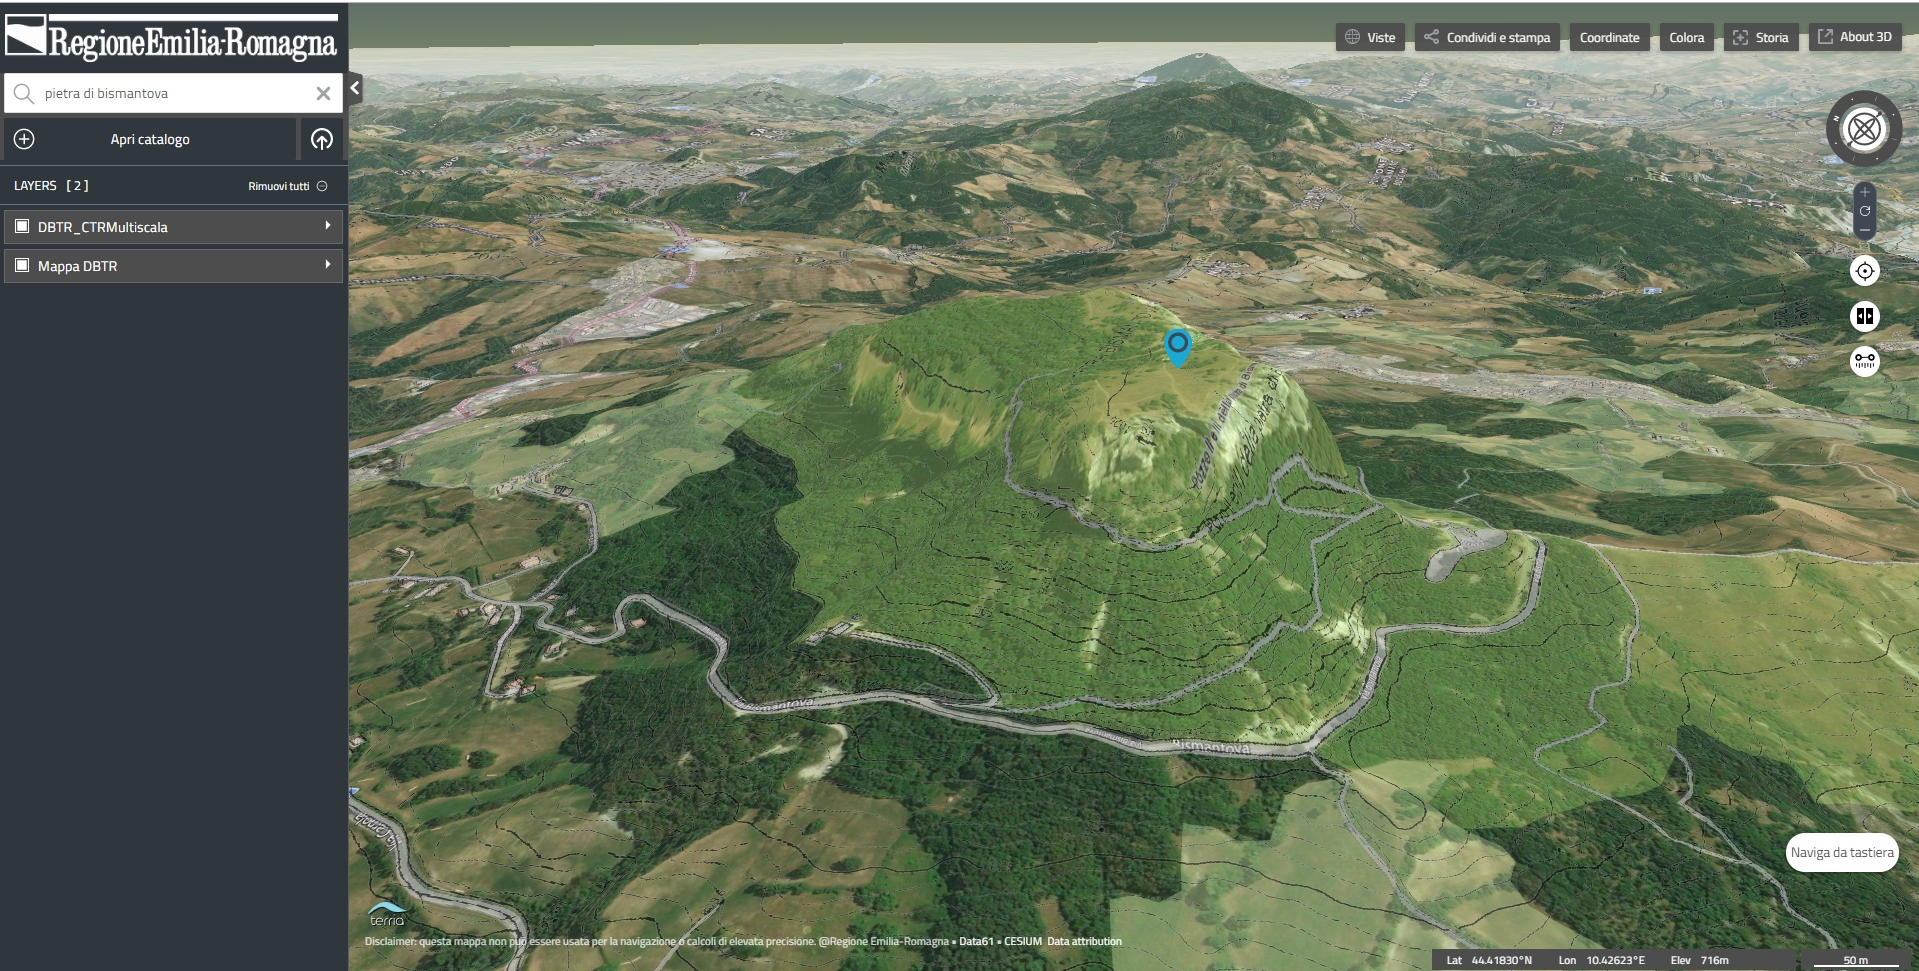 RegioneEmilia-Romagna
Viste
Condividi e stampa
Coordinate
Colora
Storia
About 3D
pietra di bismantova
Apri catalogo
LAYERS [ 2 ]
Rimuovi tutti
DBTR_CTRMultiscala
Mappa DBTR
N
Bismantova
Bismantova
Naviga da tastiera
terria
Disclaimer: questa mappa non può essere usata per la navigazione o calcoli di elevata precisione. @Regione Emilia-Romagna • Data61 • CESIUM Data attribution
Lat 44.41830°N Lon 10.42623°E Elev 716m
50 m